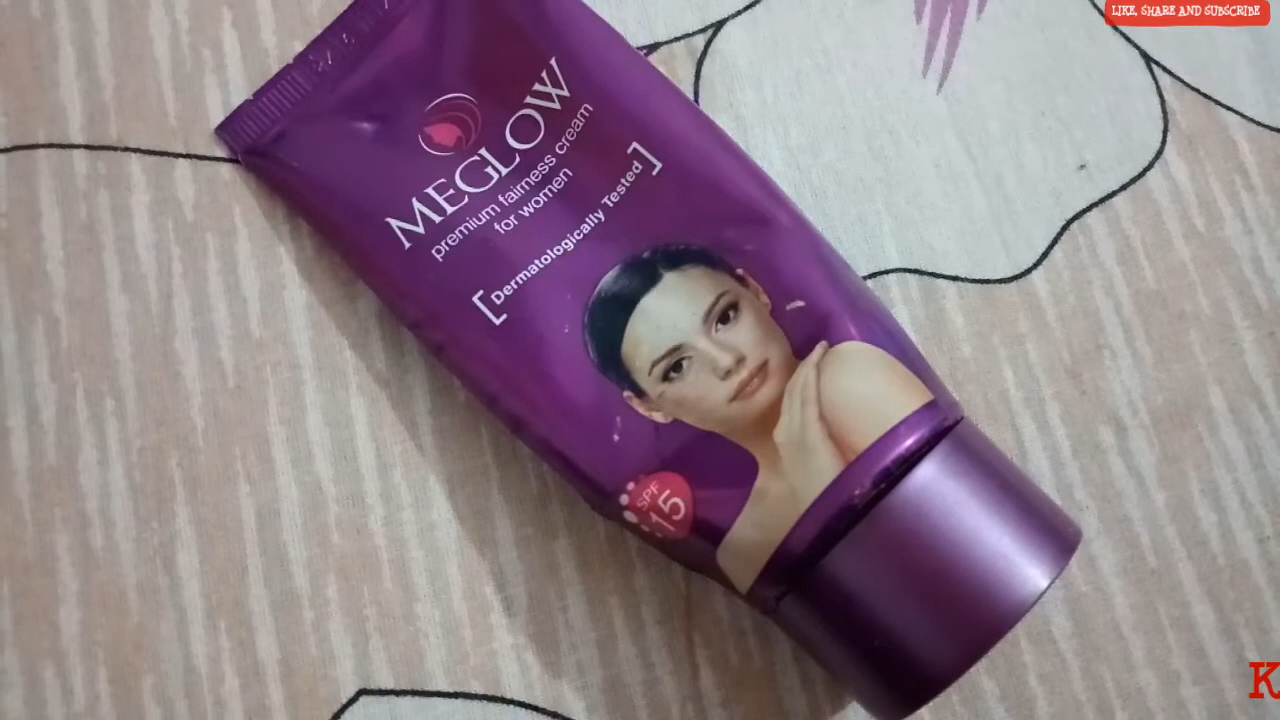 LIKE, SHARE AND SUBSCRIBE
MEGLOW
premium fairness cream
for women
[Dermatologically Tested]
SPF
15
K